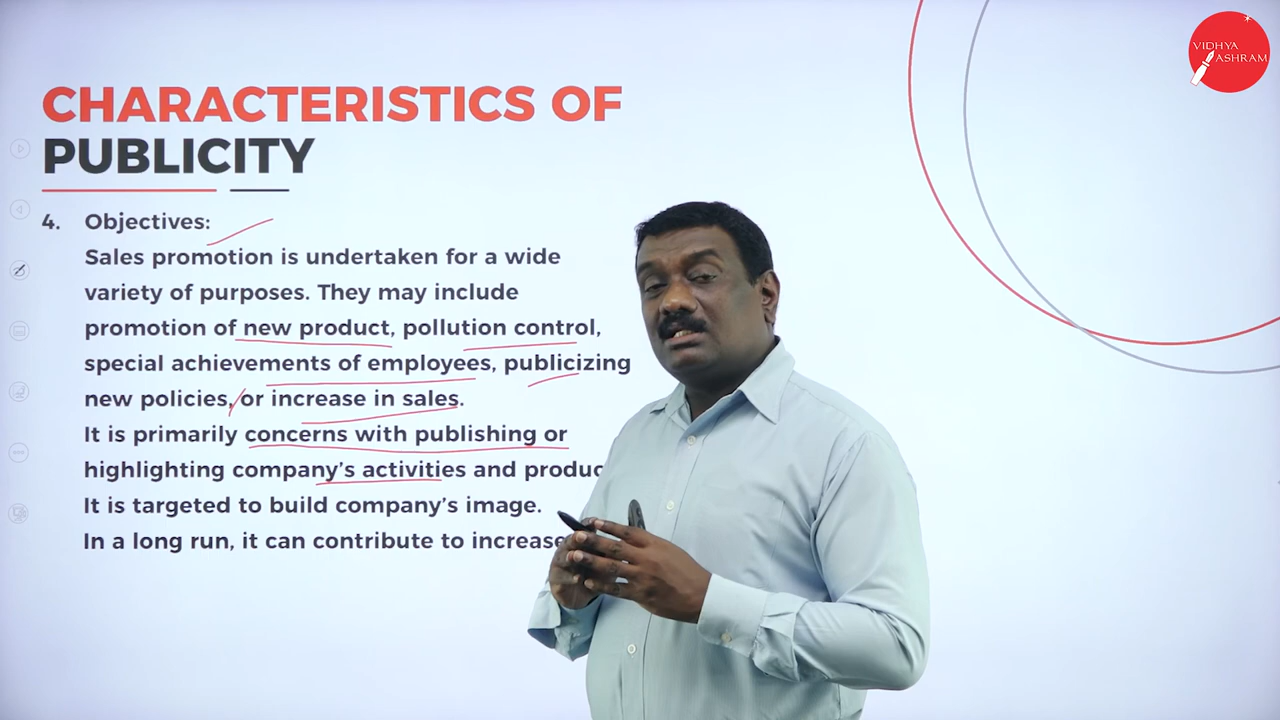 VIDHYA
ASHRAM
CHARACTERISTICS OF
PUBLICITY
4. Objectives:
Sales promotion is undertaken for a wide
variety of purposes. They may include
promotion of new product, pollution control,
special achievements of employees, publicizing
new policies, or increase in sales.
It is primarily concerns with publishing or
highlighting company's activities and
It is targeted to build company's image.
In a long run, it can contribute to increase